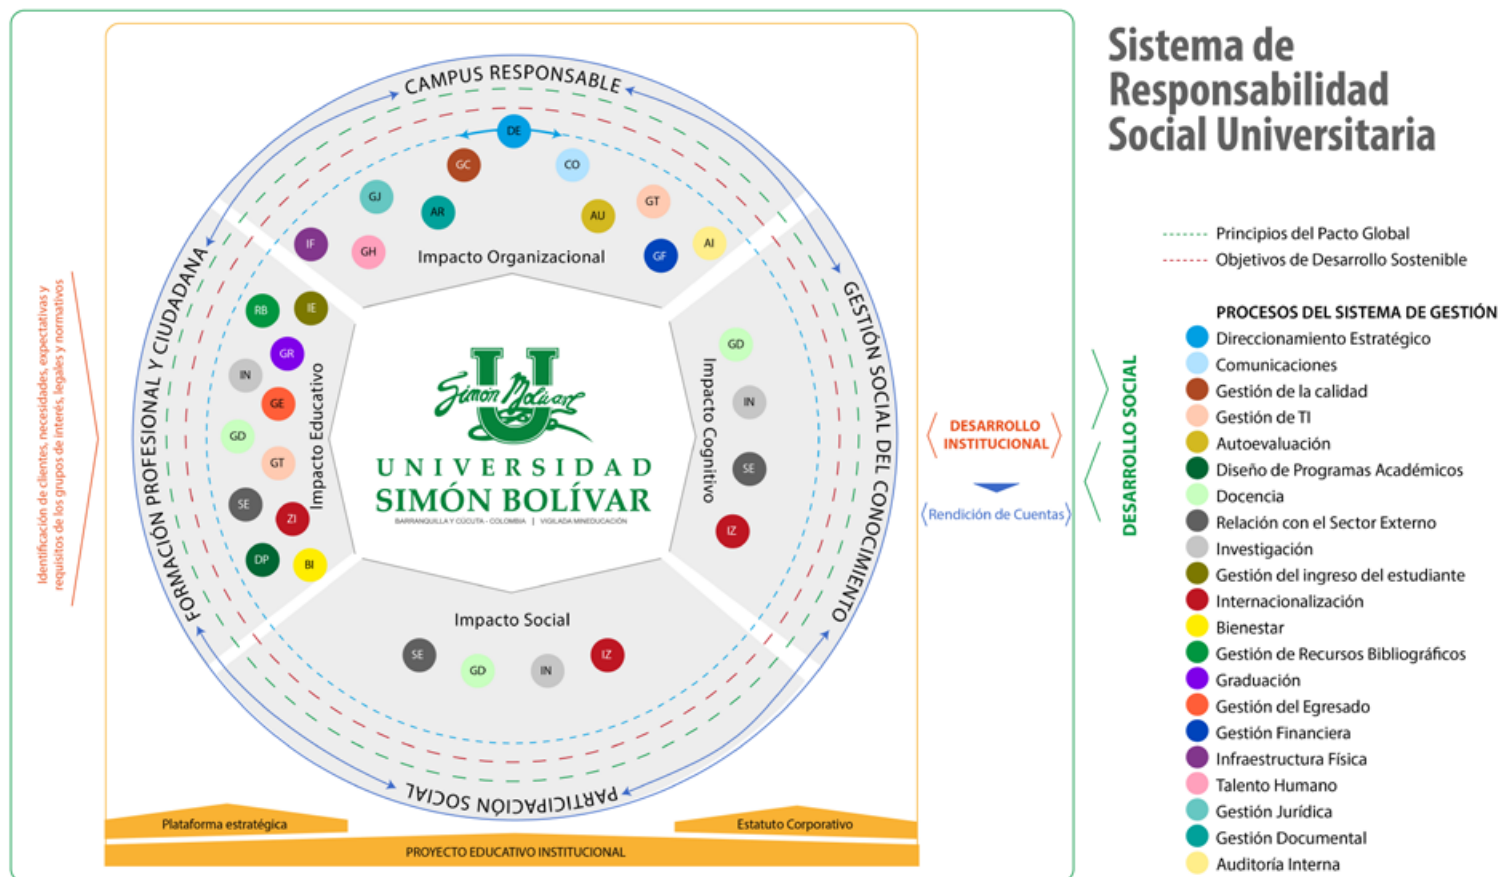 Sistema de
Responsabilidad
Social Universitaria
CAMPUS RESPONSABLE
DE
GC
CO
GJ
AR
AU
GT
IF
GH
GF
AI
Impacto Organizacional
FORMACIÓN PROFESIONAL Y CIUDADANA
RB
IE
GR
IN
GE
GD
GT
SE
ZI
DP
BI
Impacto Educativo
UNIVERSIDAD
SIMÓN BOLÍVAR
BARRANQUILLA Y CÚCUTA - COLOMBIA | VIGILADA MINEDUCACIÓN
GESTIÓN SOCIAL DEL CONOCIMIENTO
Impacto Cognitivo
GD
IN
SE
IZ
Impacto Social
SE
GD
IN
IZ
PARTICIPACIÓN SOCIAL
Identificación de clientes, necesidades, expectativas y
requisitos de los grupos de interés, legales y normativos
DESARROLLO
INSTITUCIONAL
Rendición de Cuentas
DESARROLLO SOCIAL
Plataforma estratégica
Estatuto Corporativo
PROYECTO EDUCATIVO INSTITUCIONAL
Principios del Pacto Global
Objetivos de Desarrollo Sostenible
PROCESOS DEL SISTEMA DE GESTIÓN
Direccionamiento Estratégico
Comunicaciones
Gestión de la calidad
Gestión de TI
Autoevaluación
Diseño de Programas Académicos
Docencia
Relación con el Sector Externo
Investigación
Gestión del ingreso del estudiante
Internacionalización
Bienestar
Gestión de Recursos Bibliográficos
Graduación
Gestión del Egresado
Gestión Financiera
Infraestructura Física
Talento Humano
Gestión Jurídica
Gestión Documental
Auditoría Interna